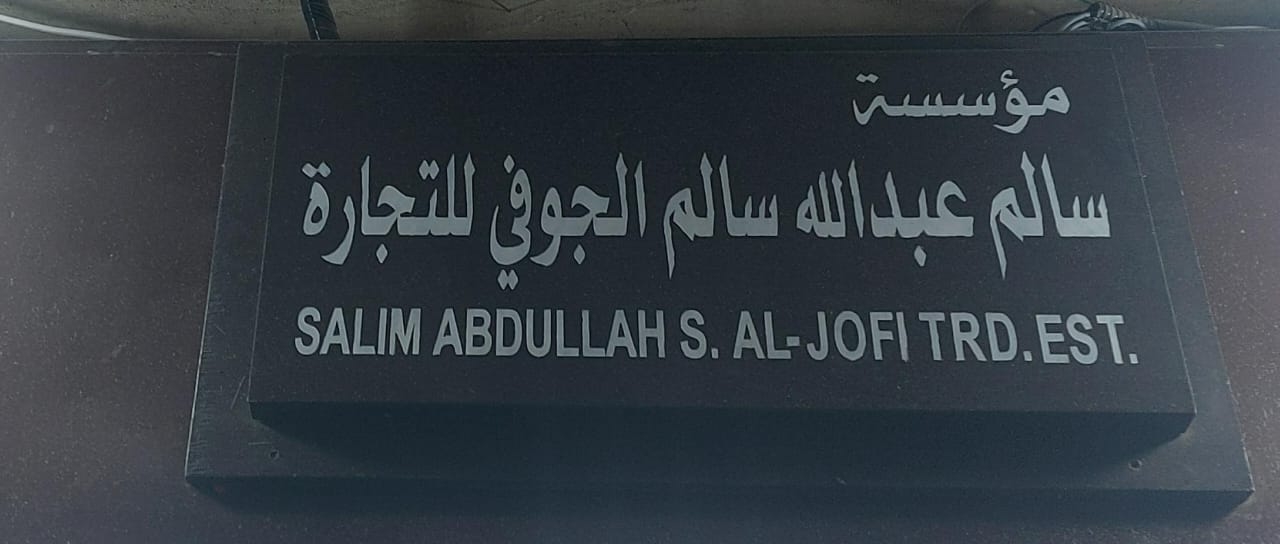 مؤسسة
سالم عبدالله سالم الجوفي للتجارة
SALIM ABDULLAH S. AL-JOFI TRD. EST.